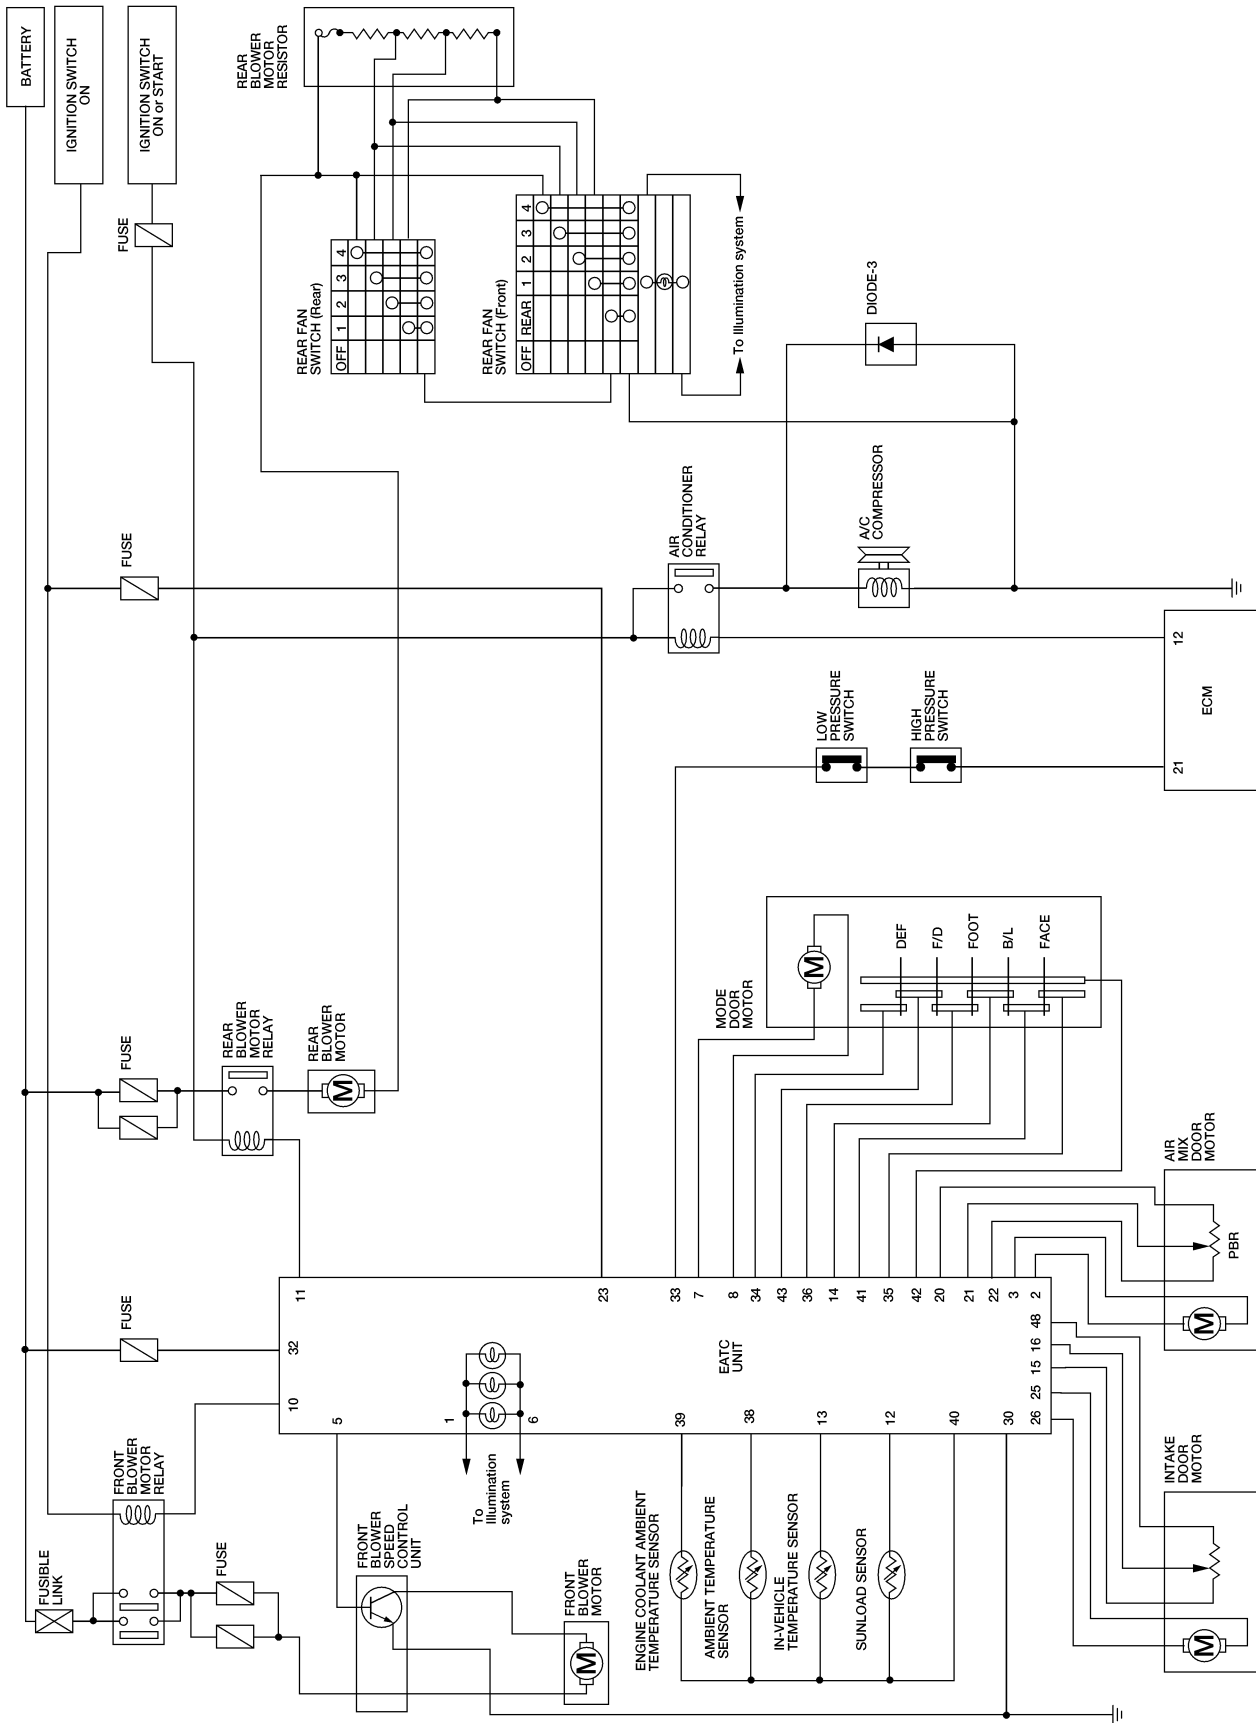 BATTERY
IGNITION SWITCH
ON
IGNITION SWITCH
ON or START
FUSE
REAR
BLOWER
MOTOR
RESISTOR
REAR FAN
SWITCH (Rear)
OFF 1 2 3 4
REAR FAN
SWITCH (Front)
OFF REAR 1 2 3 4
To Illumination system
DIODE-3
FUSE
AIR
CONDITIONER
RELAY
A/C
COMPRESSOR
LOW
PRESSURE
SWITCH
HIGH
PRESSURE
SWITCH
12
ECM
21
FUSE
REAR
BLOWER
MOTOR
RELAY
REAR
BLOWER
MOTOR
M
MODE
DOOR
MOTOR
M
DEF
F/D
FOOT
B/L
FACE
AIR
MIX
DOOR
MOTOR
PBR
M
FUSE
11
23
33
7
8
34
43
36
14
41
35
42
20
21
22
3
2
32
10
EATC
UNIT
48
16
15
25
26
5
1
6
39
38
13
12
40
30
To
Illumination
system
FRONT
BLOWER
MOTOR
RELAY
FUSIBLE
LINK
FUSE
FRONT
BLOWER
SPEED
CONTROL
UNIT
FRONT
BLOWER
MOTOR
M
ENGINE COOLANT AMBIENT
TEMPERATURE SENSOR
AMBIENT TEMPERATURE
SENSOR
IN-VEHICLE
TEMPERATURE SENSOR
SUNLOAD SENSOR
INTAKE
DOOR
MOTOR
M